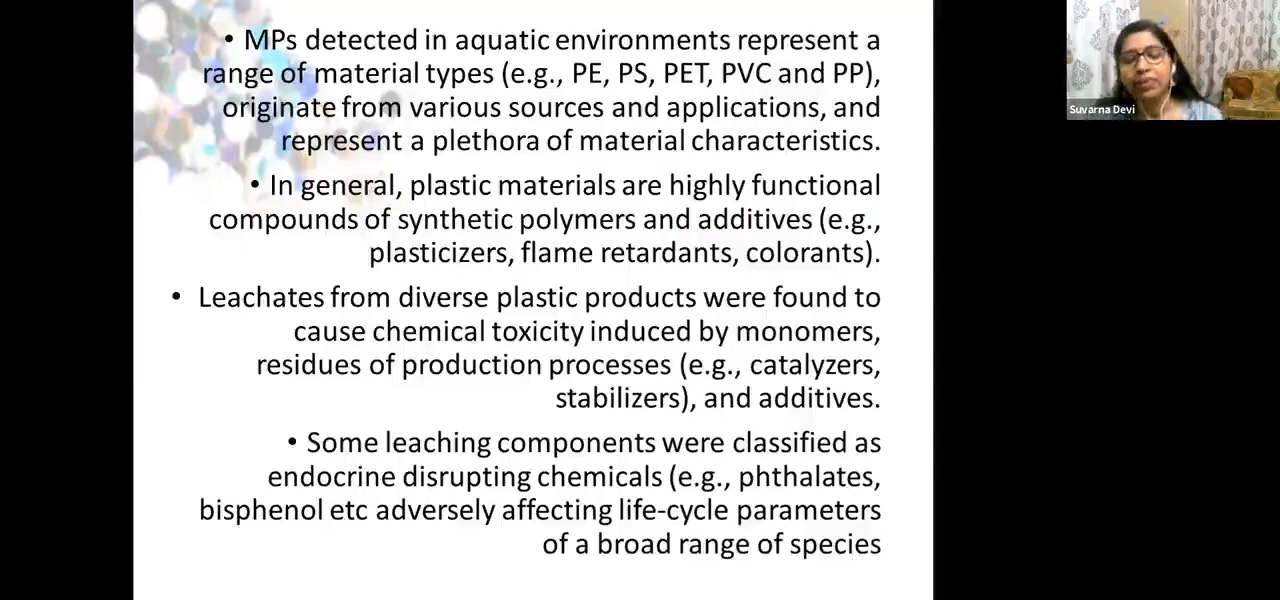 • MPs detected in aquatic environments represent a
range of material types (e.g., PE, PS, PET, PVC and PP),
originate from various sources and applications, and
represent a plethora of material characteristics.
• In general, plastic materials are highly functional
compounds of synthetic polymers and additives (e.g.,
plasticizers, flame retardants, colorants).
• Leachates from diverse plastic products were found to
cause chemical toxicity induced by monomers,
residues of production processes (e.g., catalyzers,
stabilizers), and additives.
• Some leaching components were classified as
endocrine disrupting chemicals (e.g., phthalates,
bisphenol etc adversely affecting life-cycle parameters
of a broad range of species
Suvarna Devi